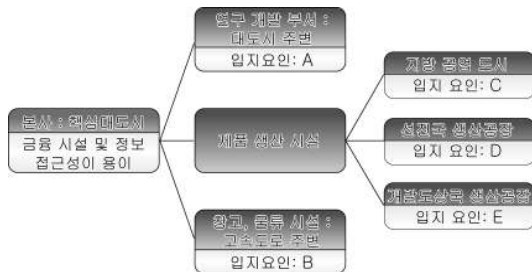 본사 : 핵심대도시
금융 시설 및 정보
접근성이 용이
연구 개발 부서 :
대도시 주변
입지요인: A
제품 생산 시설
창고, 물류 시설 :
고속도로 주변
입지요인: B
지방 공업 도시
입지 요인: C
선진국 생산공장
입지 요인: D
개발도상국 생산공장
입지 요인: E